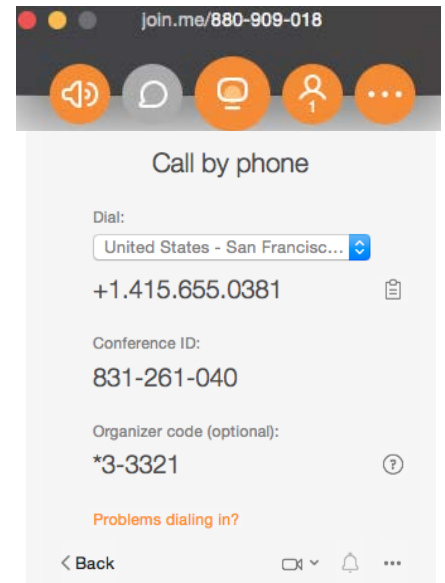 join.me/880-909-018
1
Call by phone
Dial:
United States - San Francisc...
+1.415.655.0381
Conference ID:
831-261-040
Organizer code (optional):
*3-3321
?
Problems dialing in?
< Back